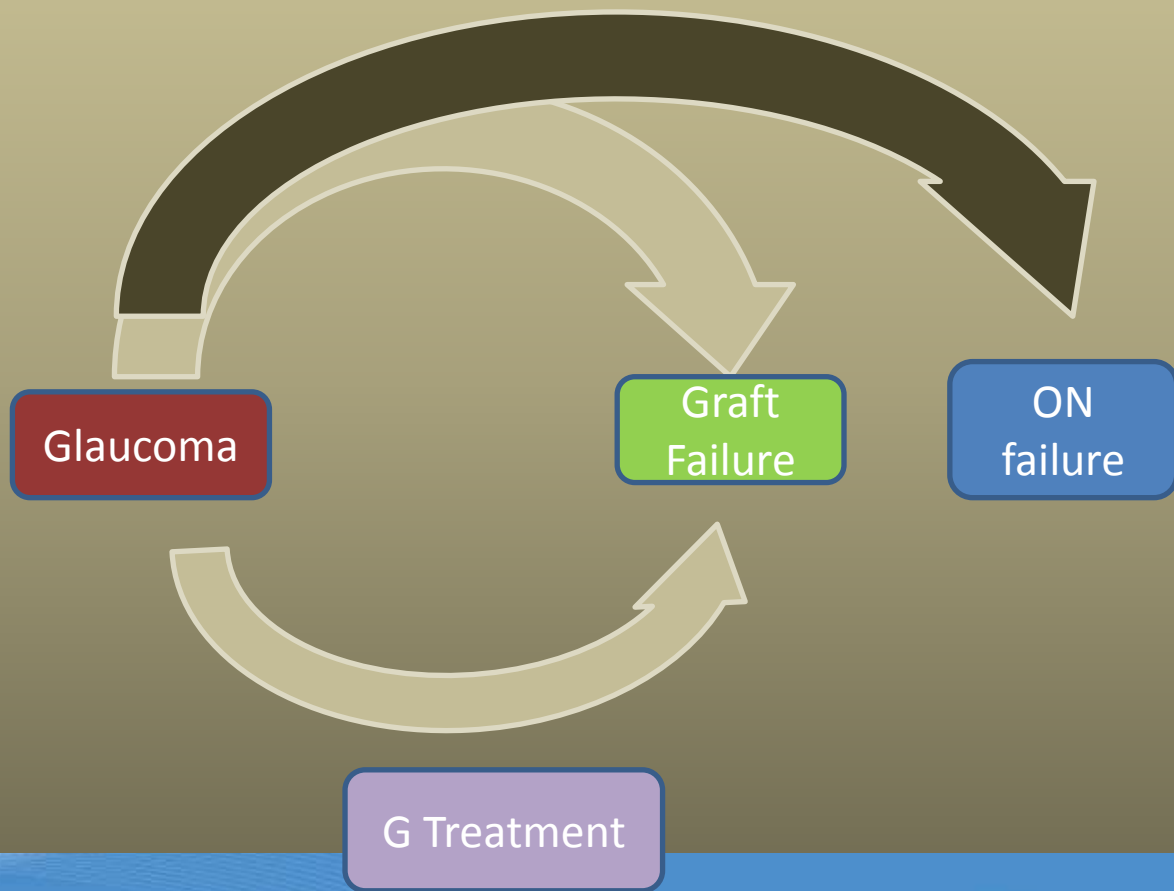 Glaucoma
Graft
Failure
ON
failure
G Treatment